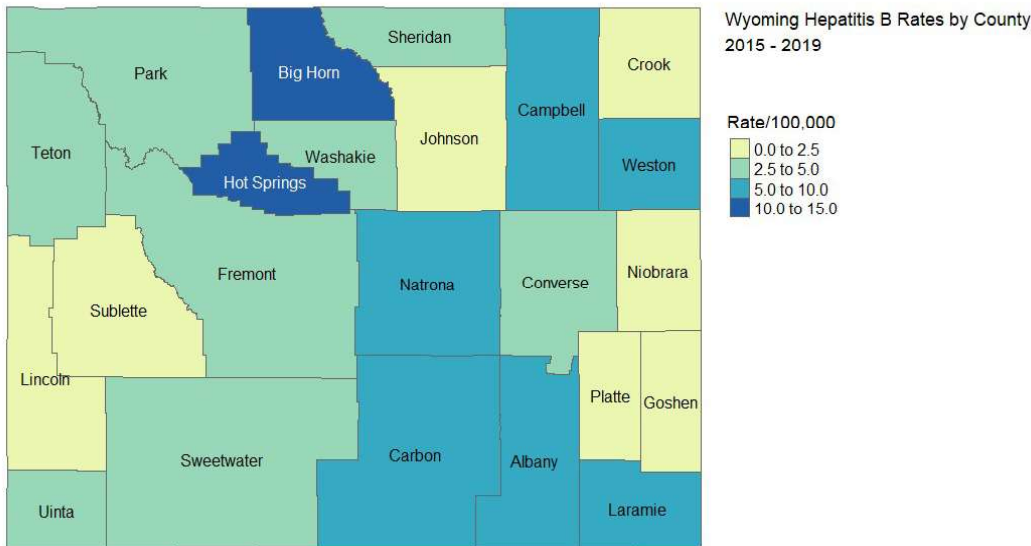 Wyoming Hepatitis B Rates by County
2015 - 2019
Rate/100,000
0.0 to 2.5
2.5 to 5.0
5.0 to 10.0
10.0 to 15.0
Sheridan
Crook
Park
Big Horn
Campbell
Johnson
Teton
Washakie
Weston
Hot Springs
Fremont
Natrona
Converse
Niobrara
Sublette
Lincoln
Platte
Goshen
Sweetwater
Carbon
Albany
Uinta
Laramie